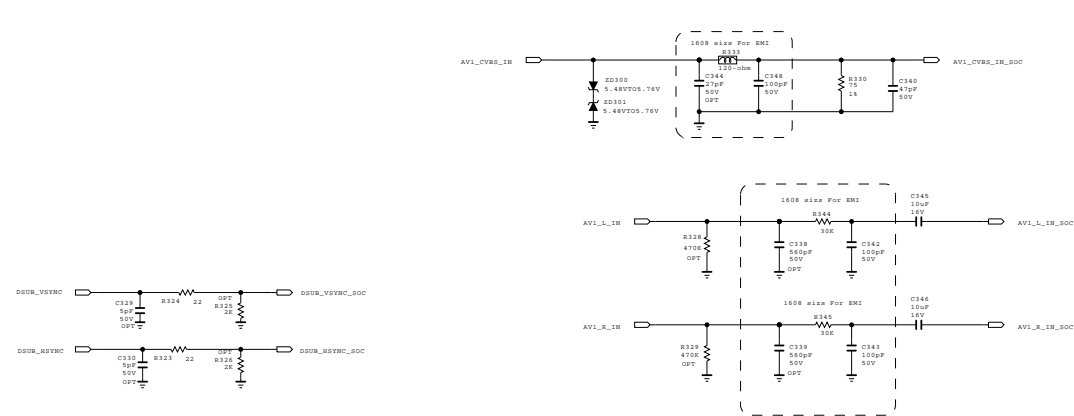 1608 sizs For EMI
R333
120-ohm
AV1_CVBS_IN
AV1_CVBS_IN_SOC
ZD300
5.48VTO5.76V
ZD301
5.48VTO5.76V
C344
27pF
50V
OPT
C348
100pF
50V
R330
75
1%
C340
47pF
50V
1608 sizs For EMI
AV1_L_IN
R328
470K
OPT
C338
560pF
50V
OPT
R344
30K
C342
100pF
50V
C345
10uF
16V
AV1_L_IN_SOC
DSUB_VSYNC
C329
5pF
50V
OPT
R324
22
OPT
R325
2K
DSUB_VSYNC_SOC
1608 sizs For EMI
AV1_R_IN
R329
470K
OPT
C339
560pF
50V
OPT
R345
30K
C343
100pF
50V
C346
10uF
16V
AV1_R_IN_SOC
DSUB_HSYNC
C330
5pF
50V
OPT
R323
22
OPT
R326
2K
DSUB_HSYNC_SOC